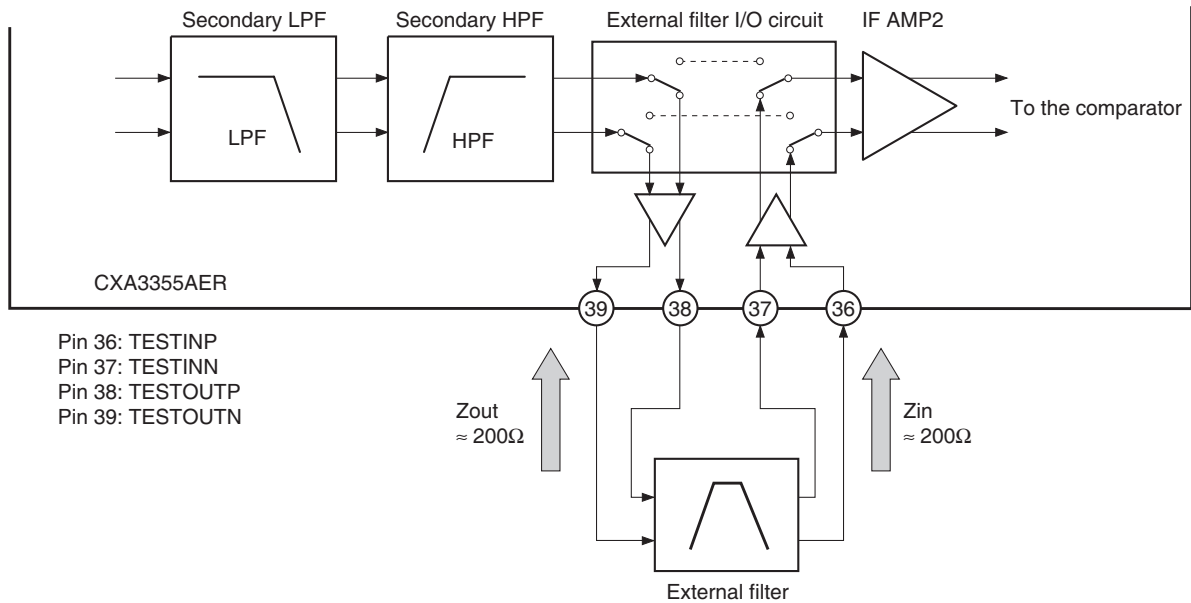 Secondary LPF
Secondary HPF
External filter I/O circuit
IF AMP2
LPF
HPF
To the comparator
CXA3355AER
39
38
37
36
Pin 36: TESTINP
Pin 37: TESTINN
Pin 38: TESTOUTP
Pin 39: TESTOUTN
Zout
≈ 200Ω
Zin
≈ 200Ω
External filter